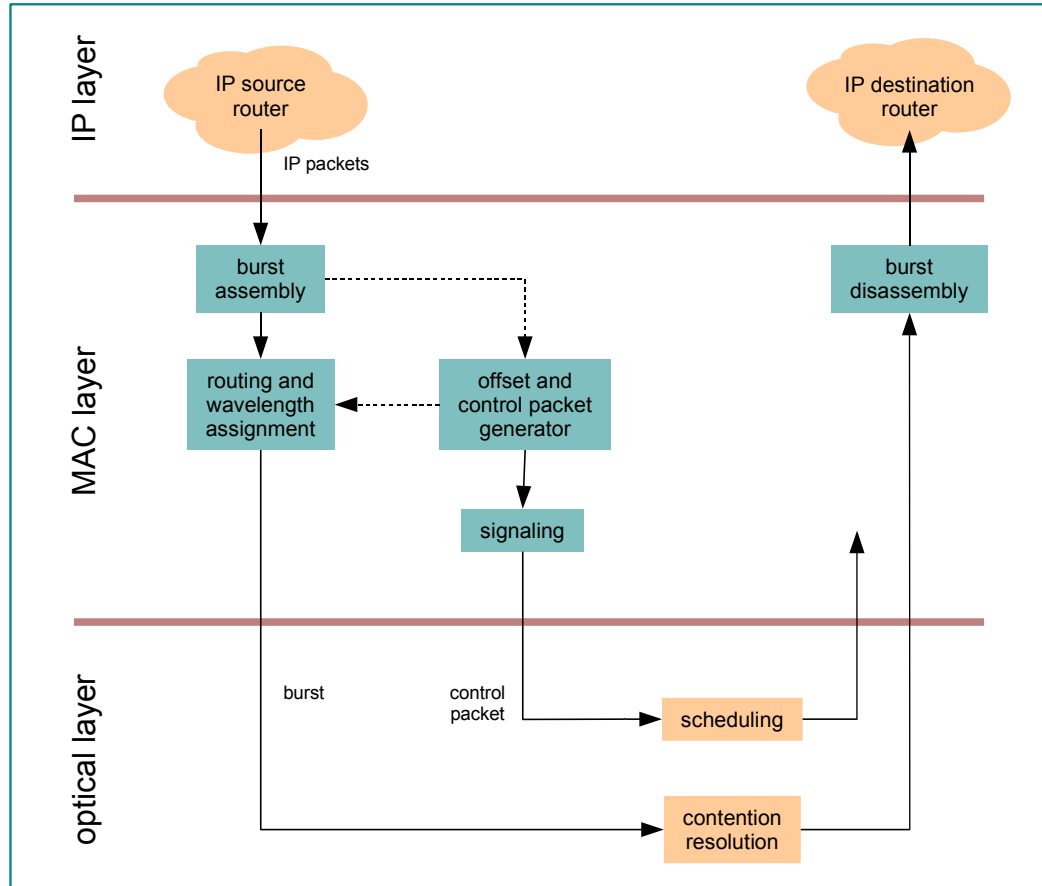 IP layer
IP source
router
IP destination
router
IP packets
MAC layer
burst
assembly
burst
disassembly
routing and
wavelength
assignment
offset and
control packet
generator
signaling
optical layer
burst
control
packet
scheduling
contention
resolution